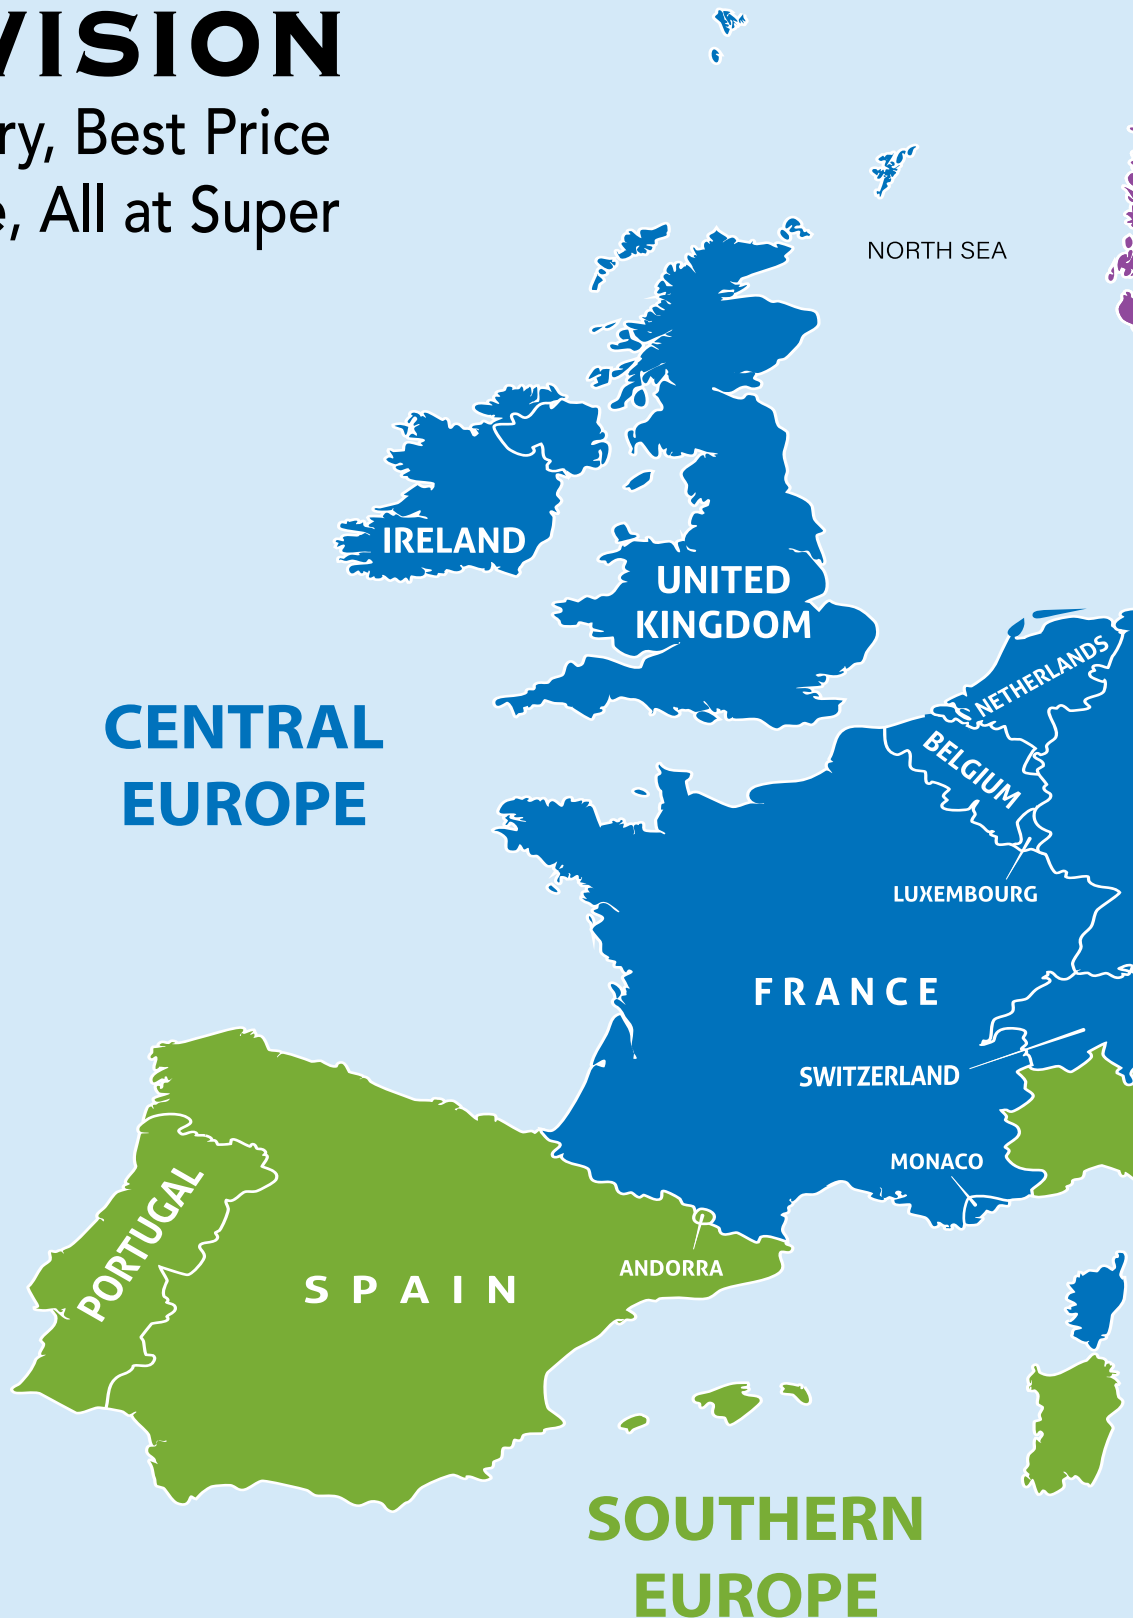 VISION
ry, Best Price
e, All at Super
NORTH SEA
IRELAND
UNITED
KINGDOM
NETHERLANDS
CENTRAL
EUROPE
BELGIUM
LUXEMBOURG
FRANCE
SWITZERLAND
MONACO
PORTUGAL
ANDORRA
SPAIN
SOUTHERN
EUROPE